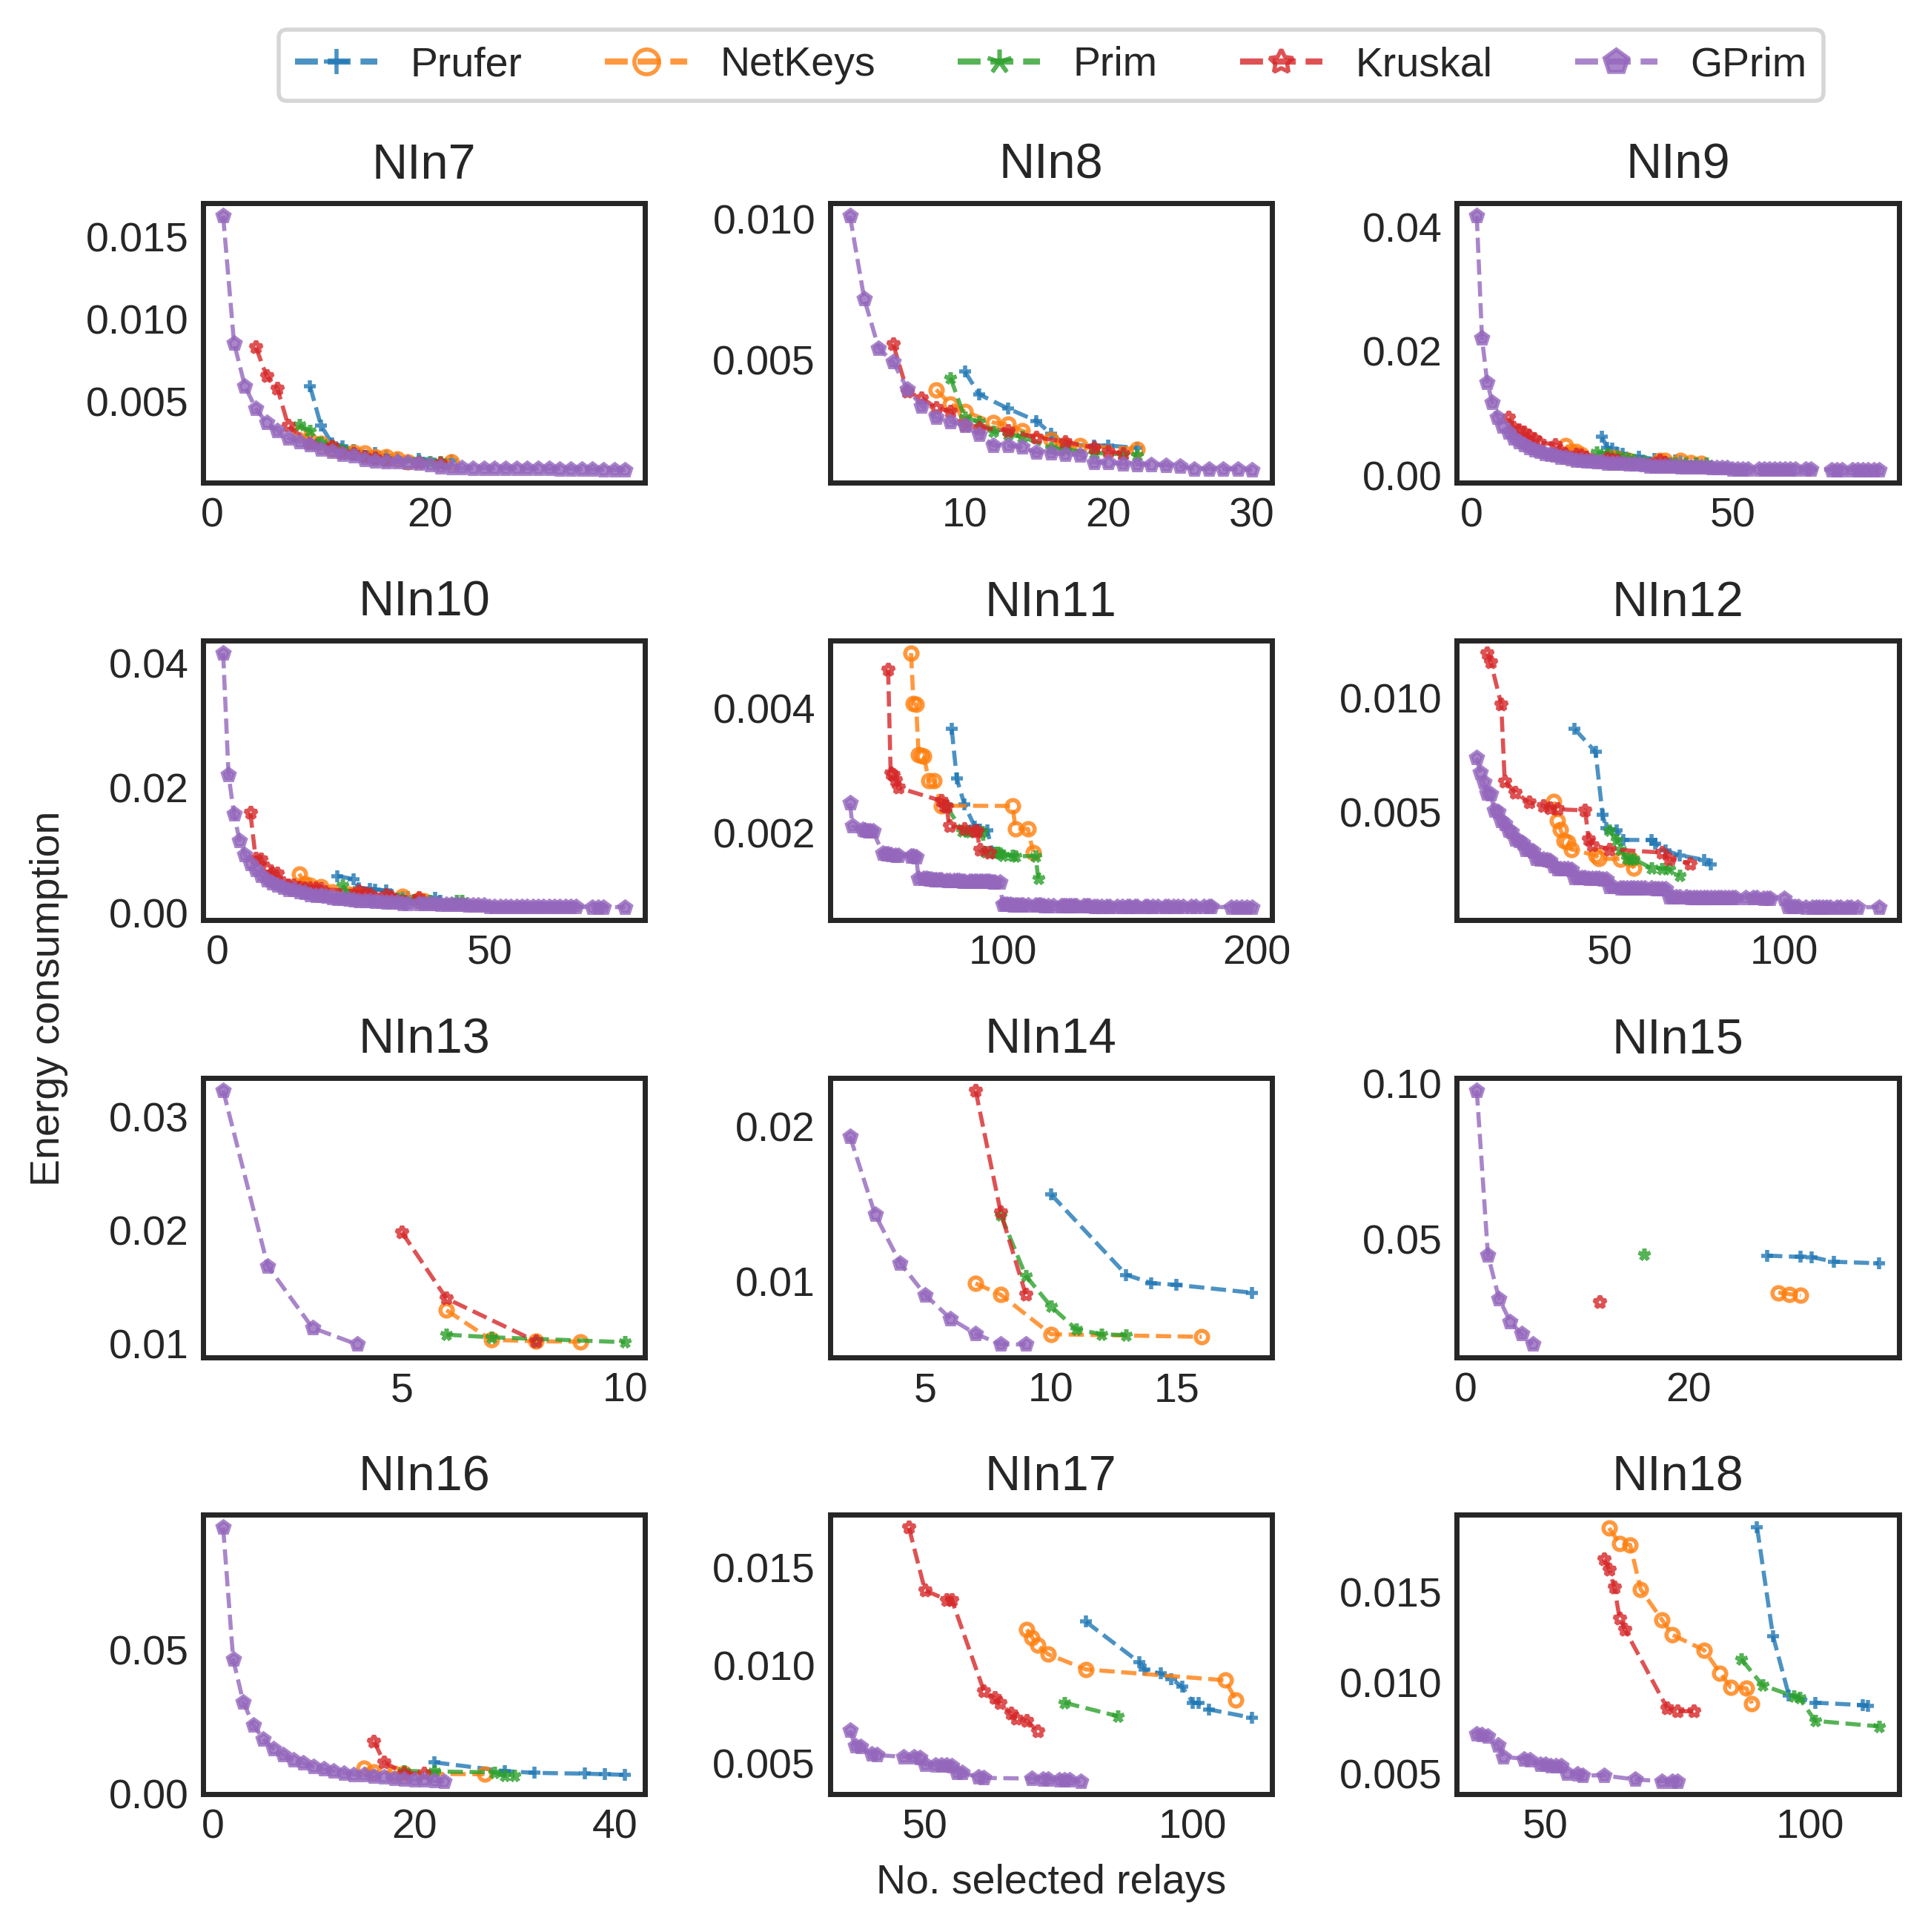 Prufer NetKeys Prim Kruskal GPrim
NIn7 NIn8 NIn9
0.015 0.010 0.04
0.010 0.005 0.02
0.005 0.00
0 20 10 20 30 0 50
NIn10 NIn11 NIn12
0.04 0.004 0.010
0.02 0.002 0.005
0.00
0 50 100 200 50 100
Energy consumption
NIn13 NIn14 NIn15
0.03 0.02 0.10
0.02 0.01 0.05
0.01
5 10 5 10 15 0 20
NIn16 NIn17 NIn18
0.05 0.015 0.015
0.00 0.010 0.010
0.005 0.005
0 20 40 50 100 50 100
No. selected relays